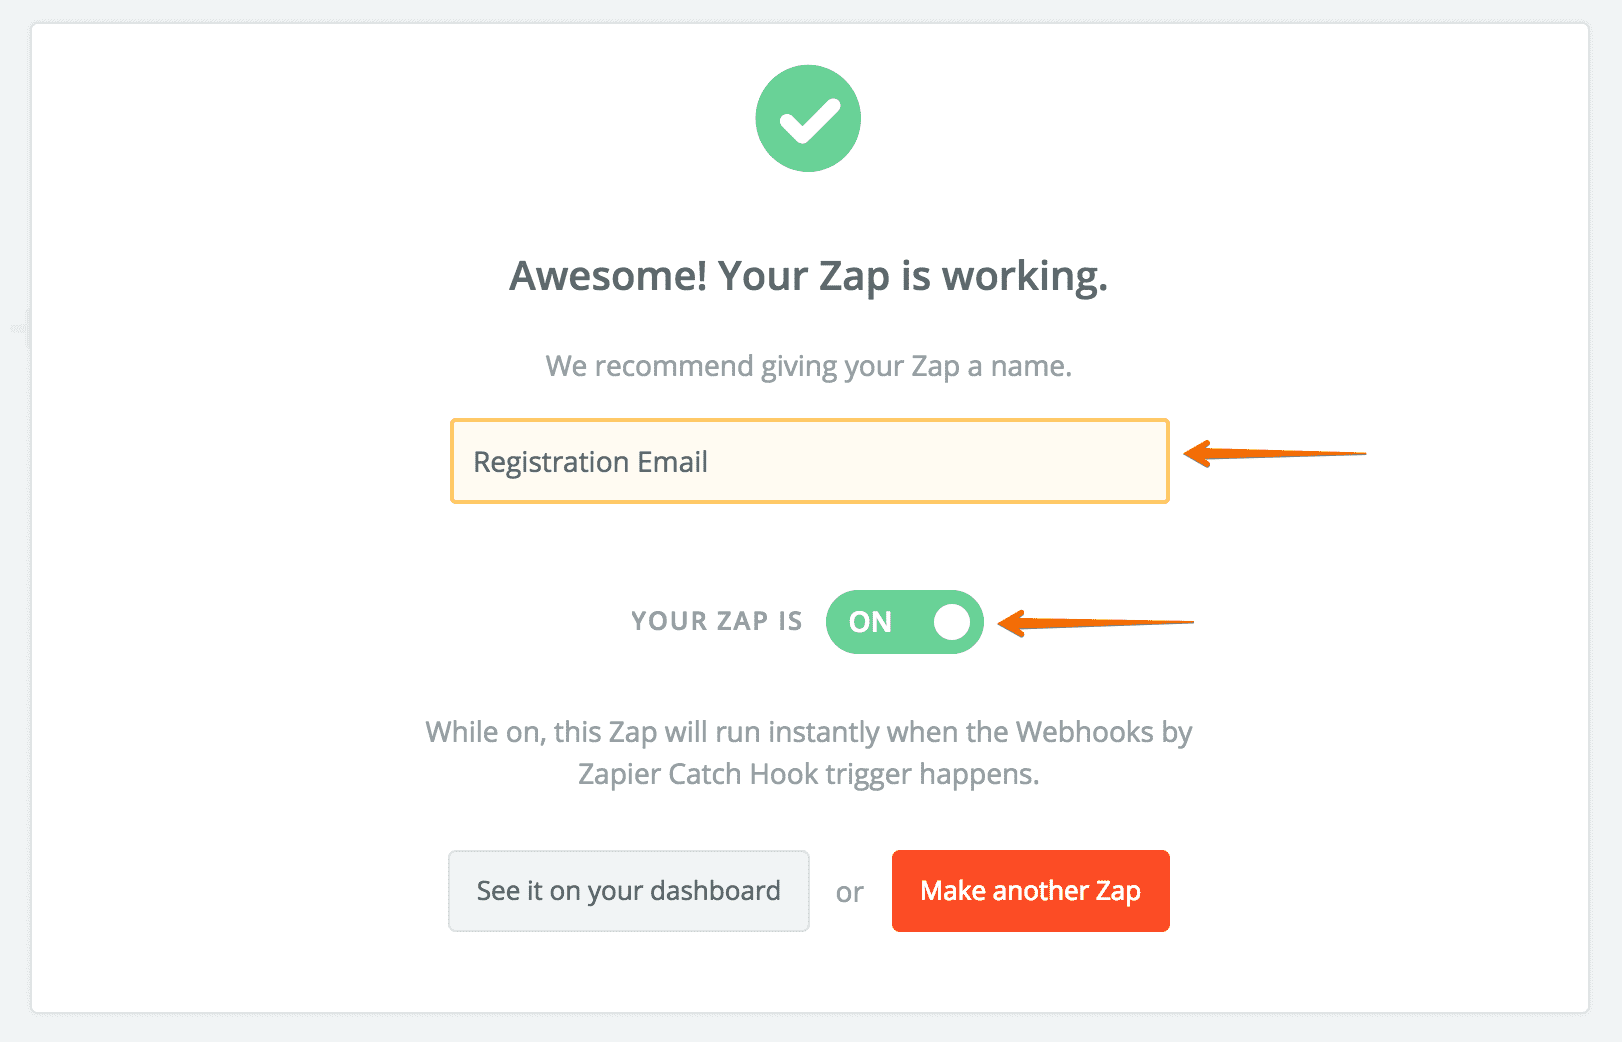 Awesome! Your Zap is working.
We recommend giving your Zap a name.
Registration Email
YOUR ZAP IS ON
While on, this Zap will run instantly when the Webhooks by
Zapier Catch Hook trigger happens.
See it on your dashboard or Make another Zap